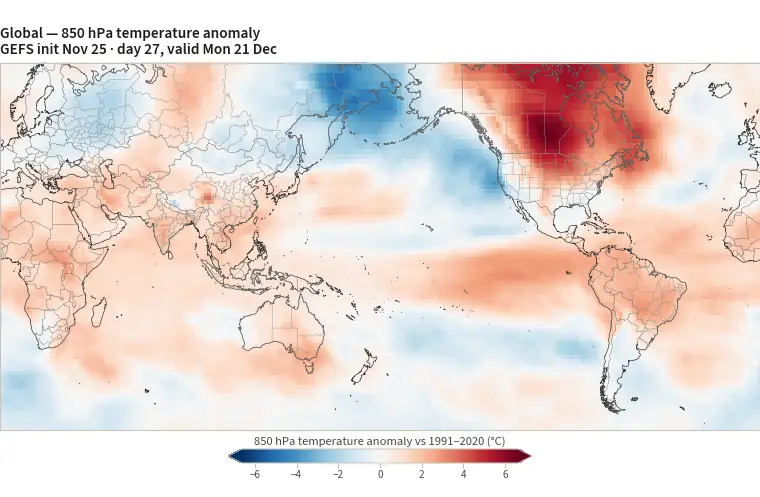 Global — 850 hPa temperature anomaly
GEFS init Nov 25 · day 27, valid Mon 21 Dec
850 hPa temperature anomaly vs 1991–2020 (°C)
−6 −4 −2 0 2 4 6